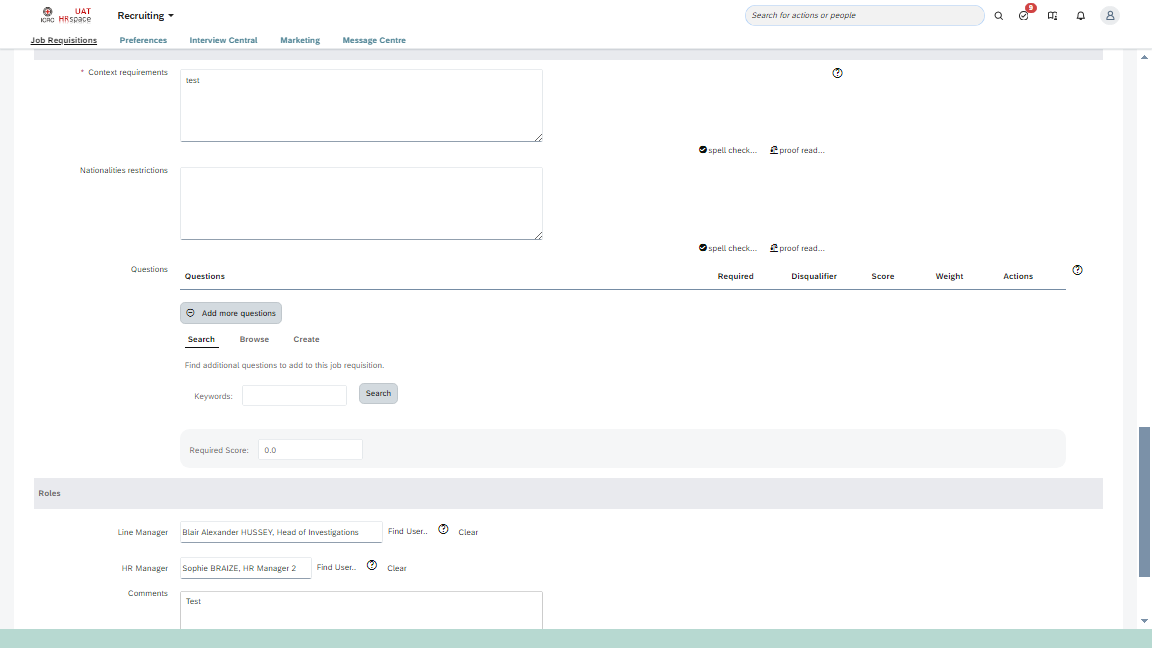 UAT
ICRC HRspace
Recruiting
Search for actions or people
9
Job Requisitions Preferences Interview Central Marketing Message Centre
* Context requirements
test
spell check... proof read...
Nationalities restrictions
spell check... proof read...
Questions
Questions Required Disqualifier Score Weight Actions
Add more questions
Search Browse Create
Find additional questions to add to this job requisition.
Keywords: Search
Required Score: 0.0
Roles
Line Manager Blair Alexander HUSSEY, Head of Investigations Find User.. Clear
HR Manager Sophie BRAIZE, HR Manager 2 Find User.. Clear
Comments
Test